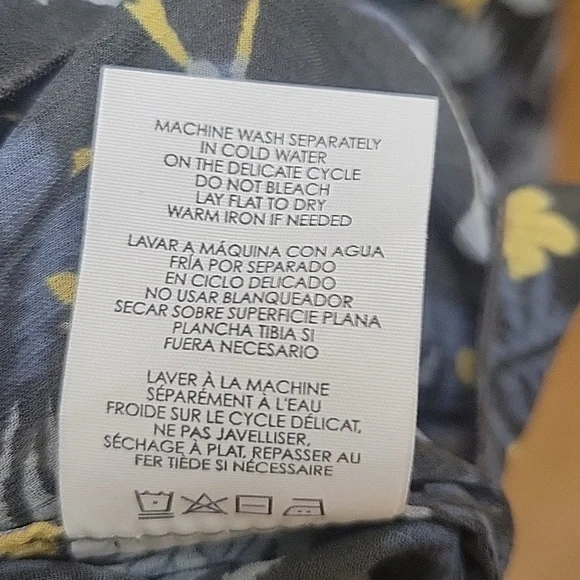 MACHINE WASH SEPARATELY
IN COLD WATER
ON THE DELICATE CYCLE
DO NOT BLEACH
LAY FLAT TO DRY
WARM IRON IF NEEDED
LAVAR A MÁQUINA CON AGUA
FRÍA POR SEPARADO
EN CICLO DELICADO
NO USAR BLANQUEADOR
SECAR SOBRE SUPERFICIE PLANA
PLANCHA TIBIA SI
FUERA NECESARIO
LAVER À LA MACHINE
SÉPARÉMENT À L'EAU
FROIDE SUR LE CYCLE DÉLICAT,
NE PAS JAVELLISER,
SÉCHAGE À PLAT, REPASSER AU
FER TIÈDE SI NÉCESSAIRE